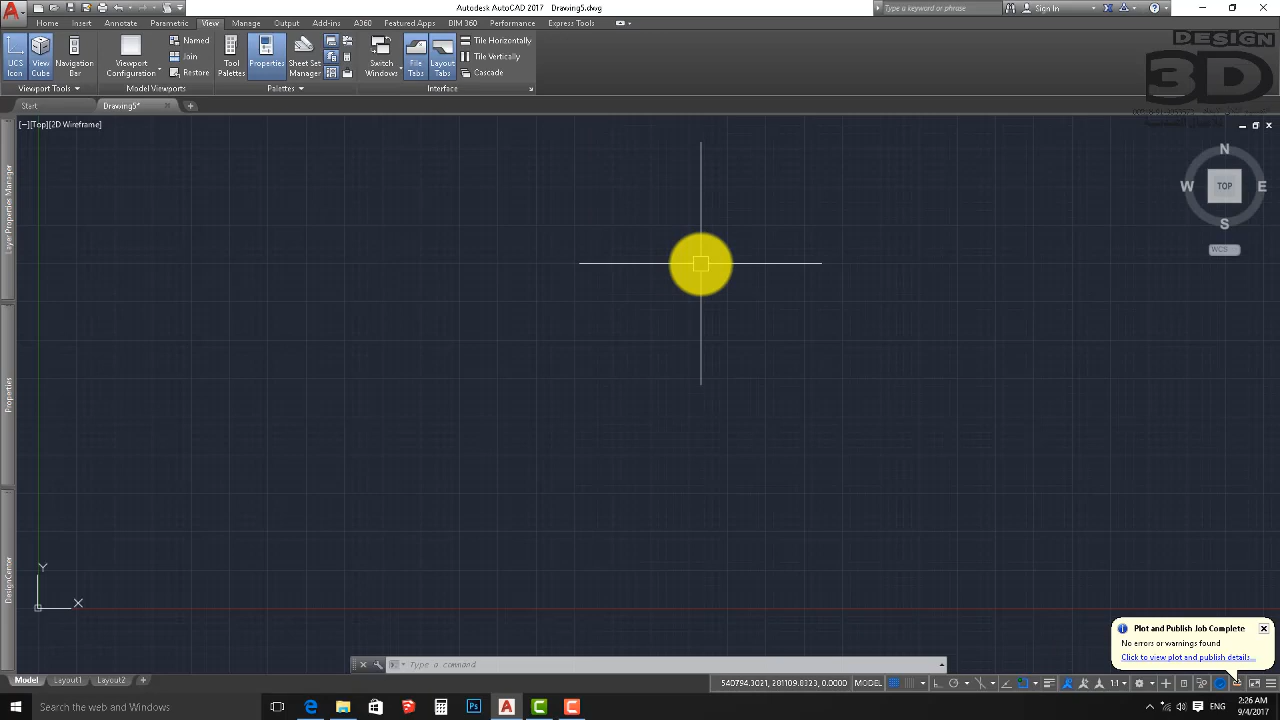 Autodesk AutoCAD 2017 Drawing5.dwg
Type a keyword or phrase
Sign In
Home Insert Annotate Parametric View Manage Output Add-ins A360 Featured Apps BIM 360 Performance Express Tools
UCS Icon
View Cube
Navigation Bar
Viewport Configuration
Named
Join
Restore
Tool Palettes
Properties
Sheet Set Manager
Switch Windows
File Tabs
Layout Tabs
Tile Horizontally
Tile Vertically
Cascade
Viewport Tools
Model Viewports
Palettes
Interface
DESIGN
3D
Start
Drawing5*
[−][Top][2D Wireframe]
N
W
TOP
E
S
WCS
Layer Properties Manager
Properties
DesignCenter
Y
X
Plot and Publish Job Complete
No errors or warnings found
Click to view plot and publish details...
Type a command
Model
Layout1
Layout2
540794.3021, 201109.8323, 0.0000
MODEL
1:1
Search the web and Windows
Ps
ENG
2:26 AM
9/4/2017